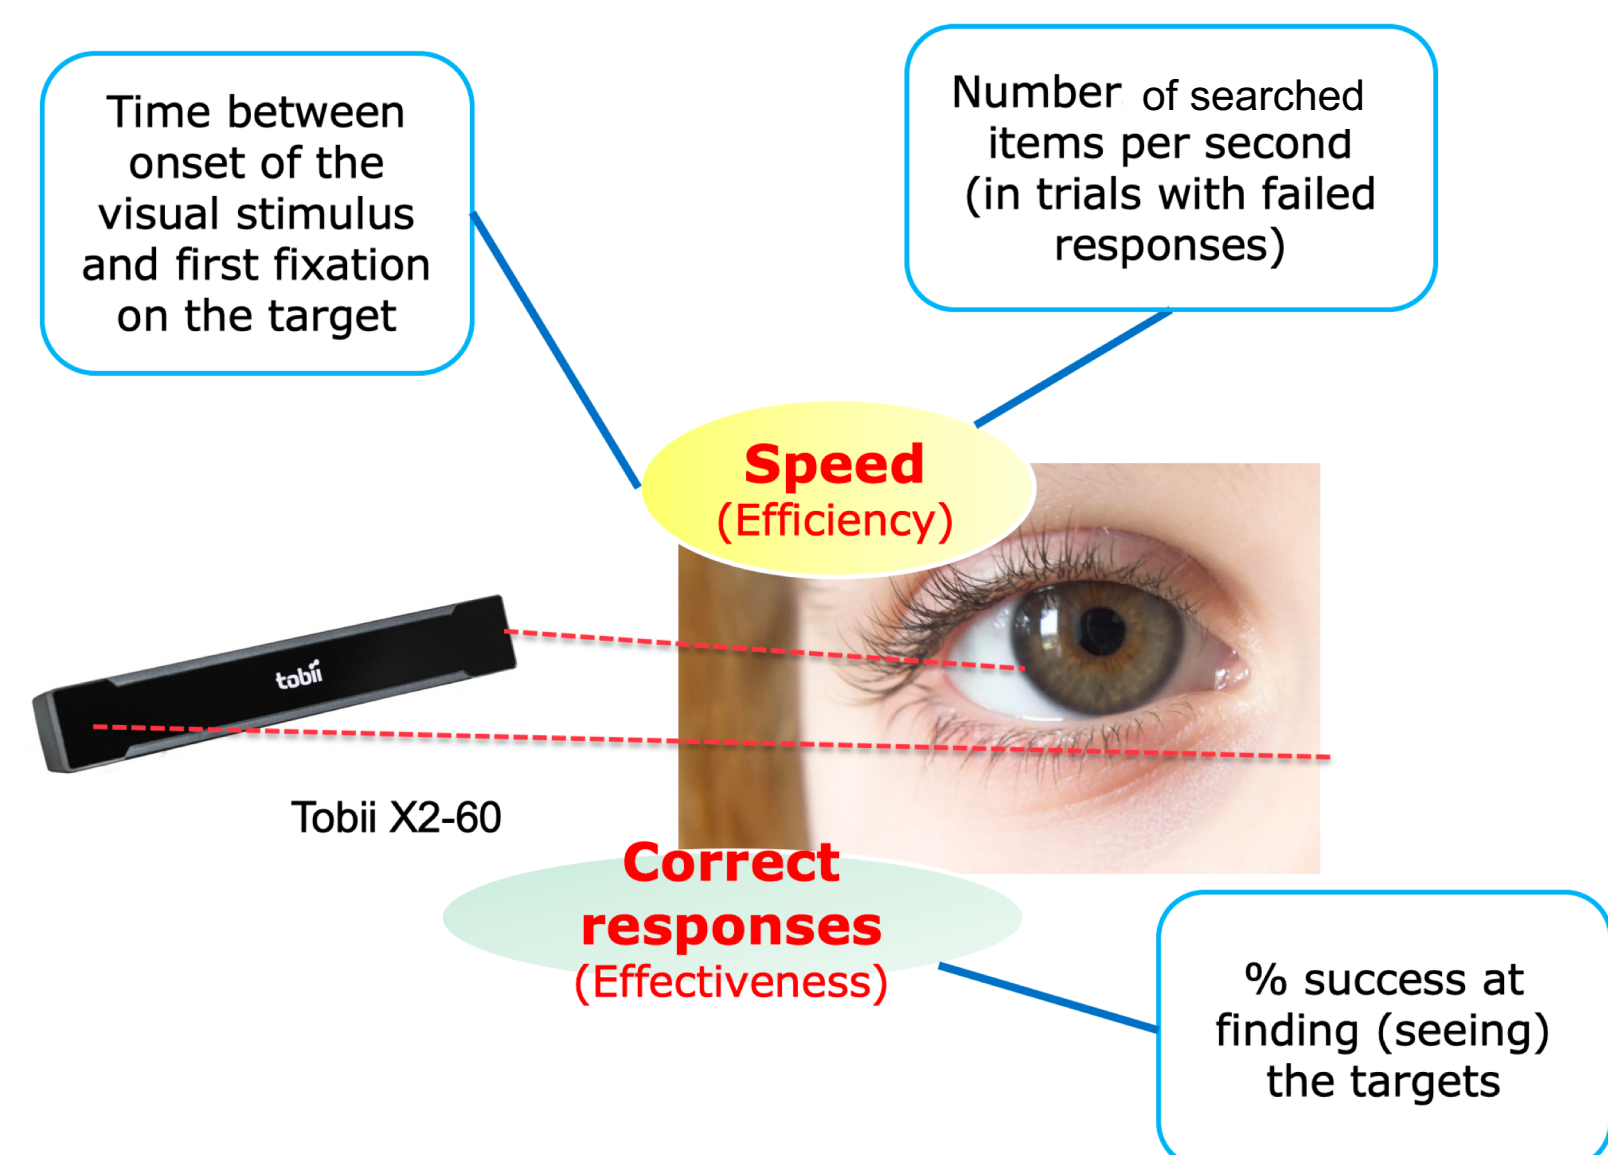 Time between
onset of the
visual stimulus
and first fixation
on the target
Number of searched
items per second
(in trials with failed
responses)
Speed
(Efficiency)
tobii
Tobii X2-60
Correct
responses
(Effectiveness)
% success at
finding (seeing)
the targets